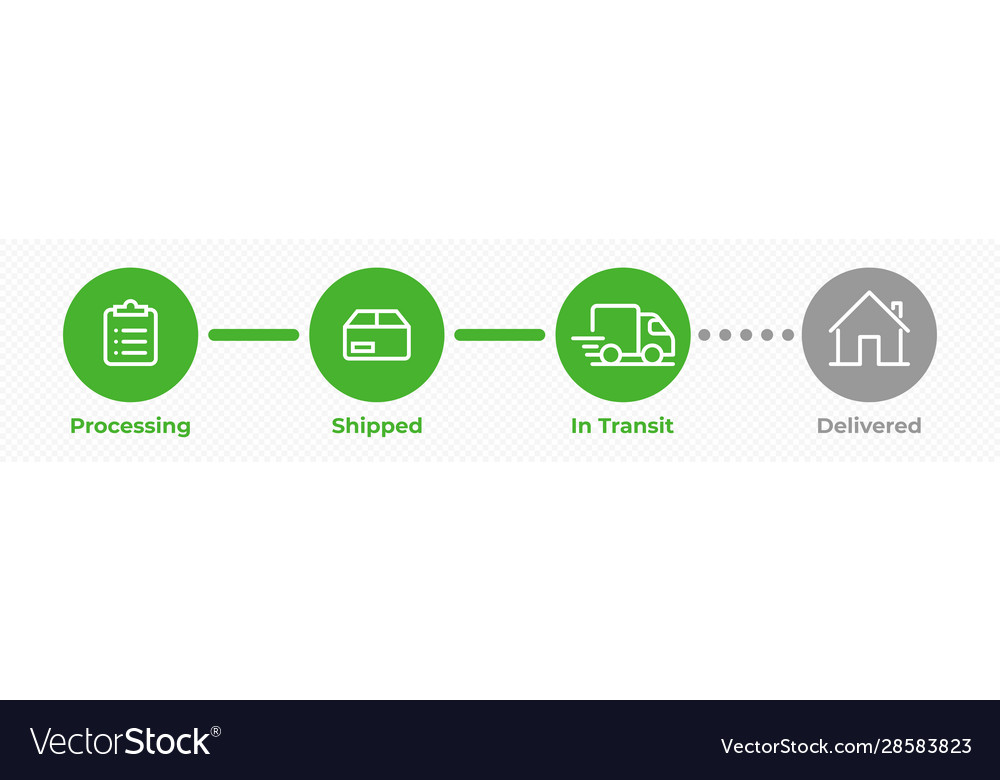 Processing Shipped In Transit Delivered
VectorStock® VectorStock.com/28583823